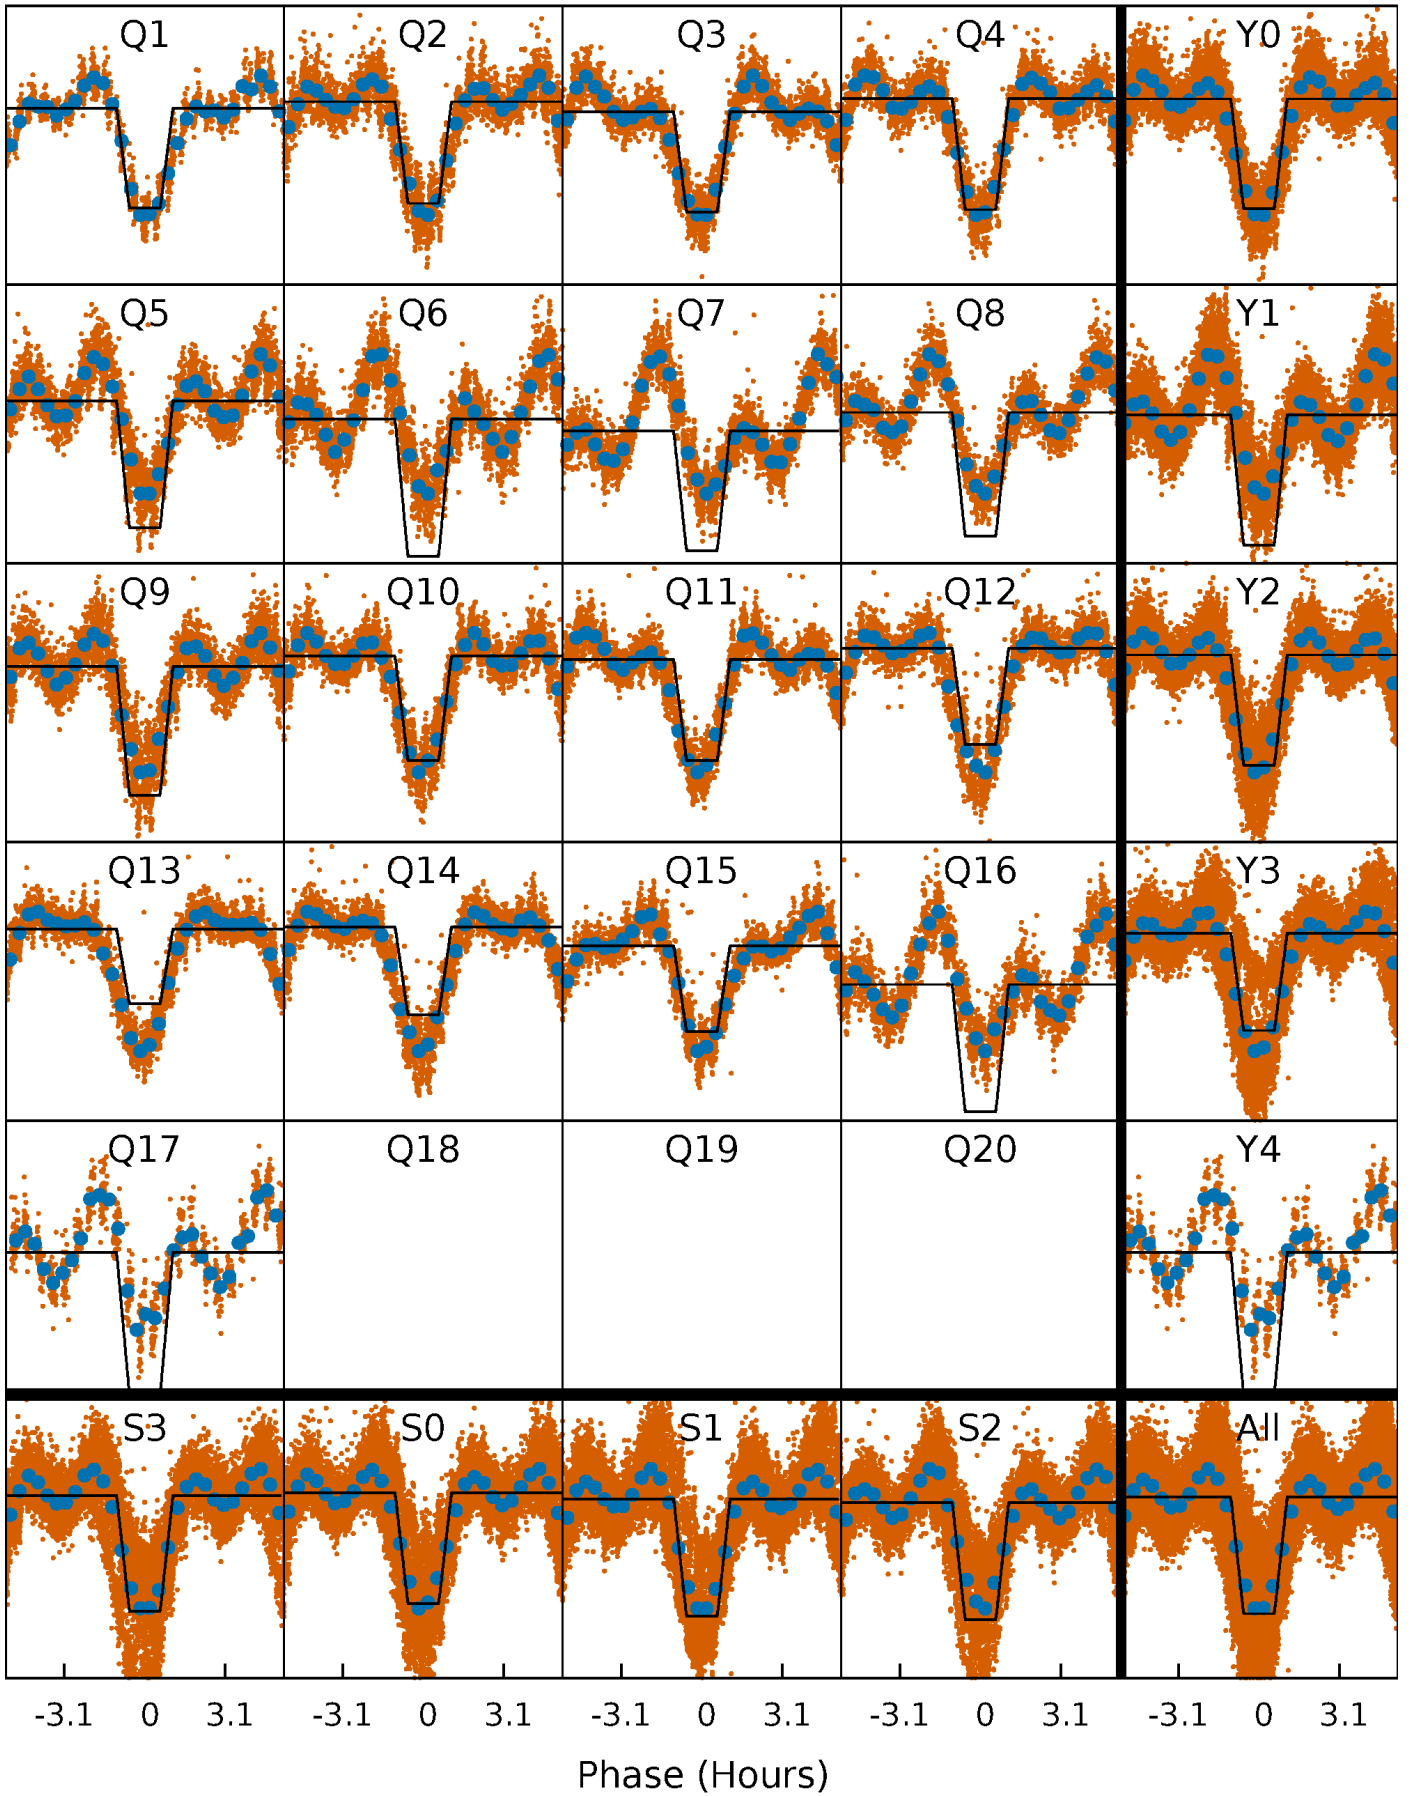 Q1 Q2 Q3 Q4 Y0
Q5 Q6 Q7 Q8 Y1
Q9 Q10 Q11 Q12 Y2
Q13 Q14 Q15 Q16 Y3
Q17 Q18 Q19 Q20 Y4
S3 S0 S1 S2 All
-3.1 0 3.1 -3.1 0 3.1 -3.1 0 3.1 -3.1 0 3.1 -3.1 0 3.1
Phase (Hours)